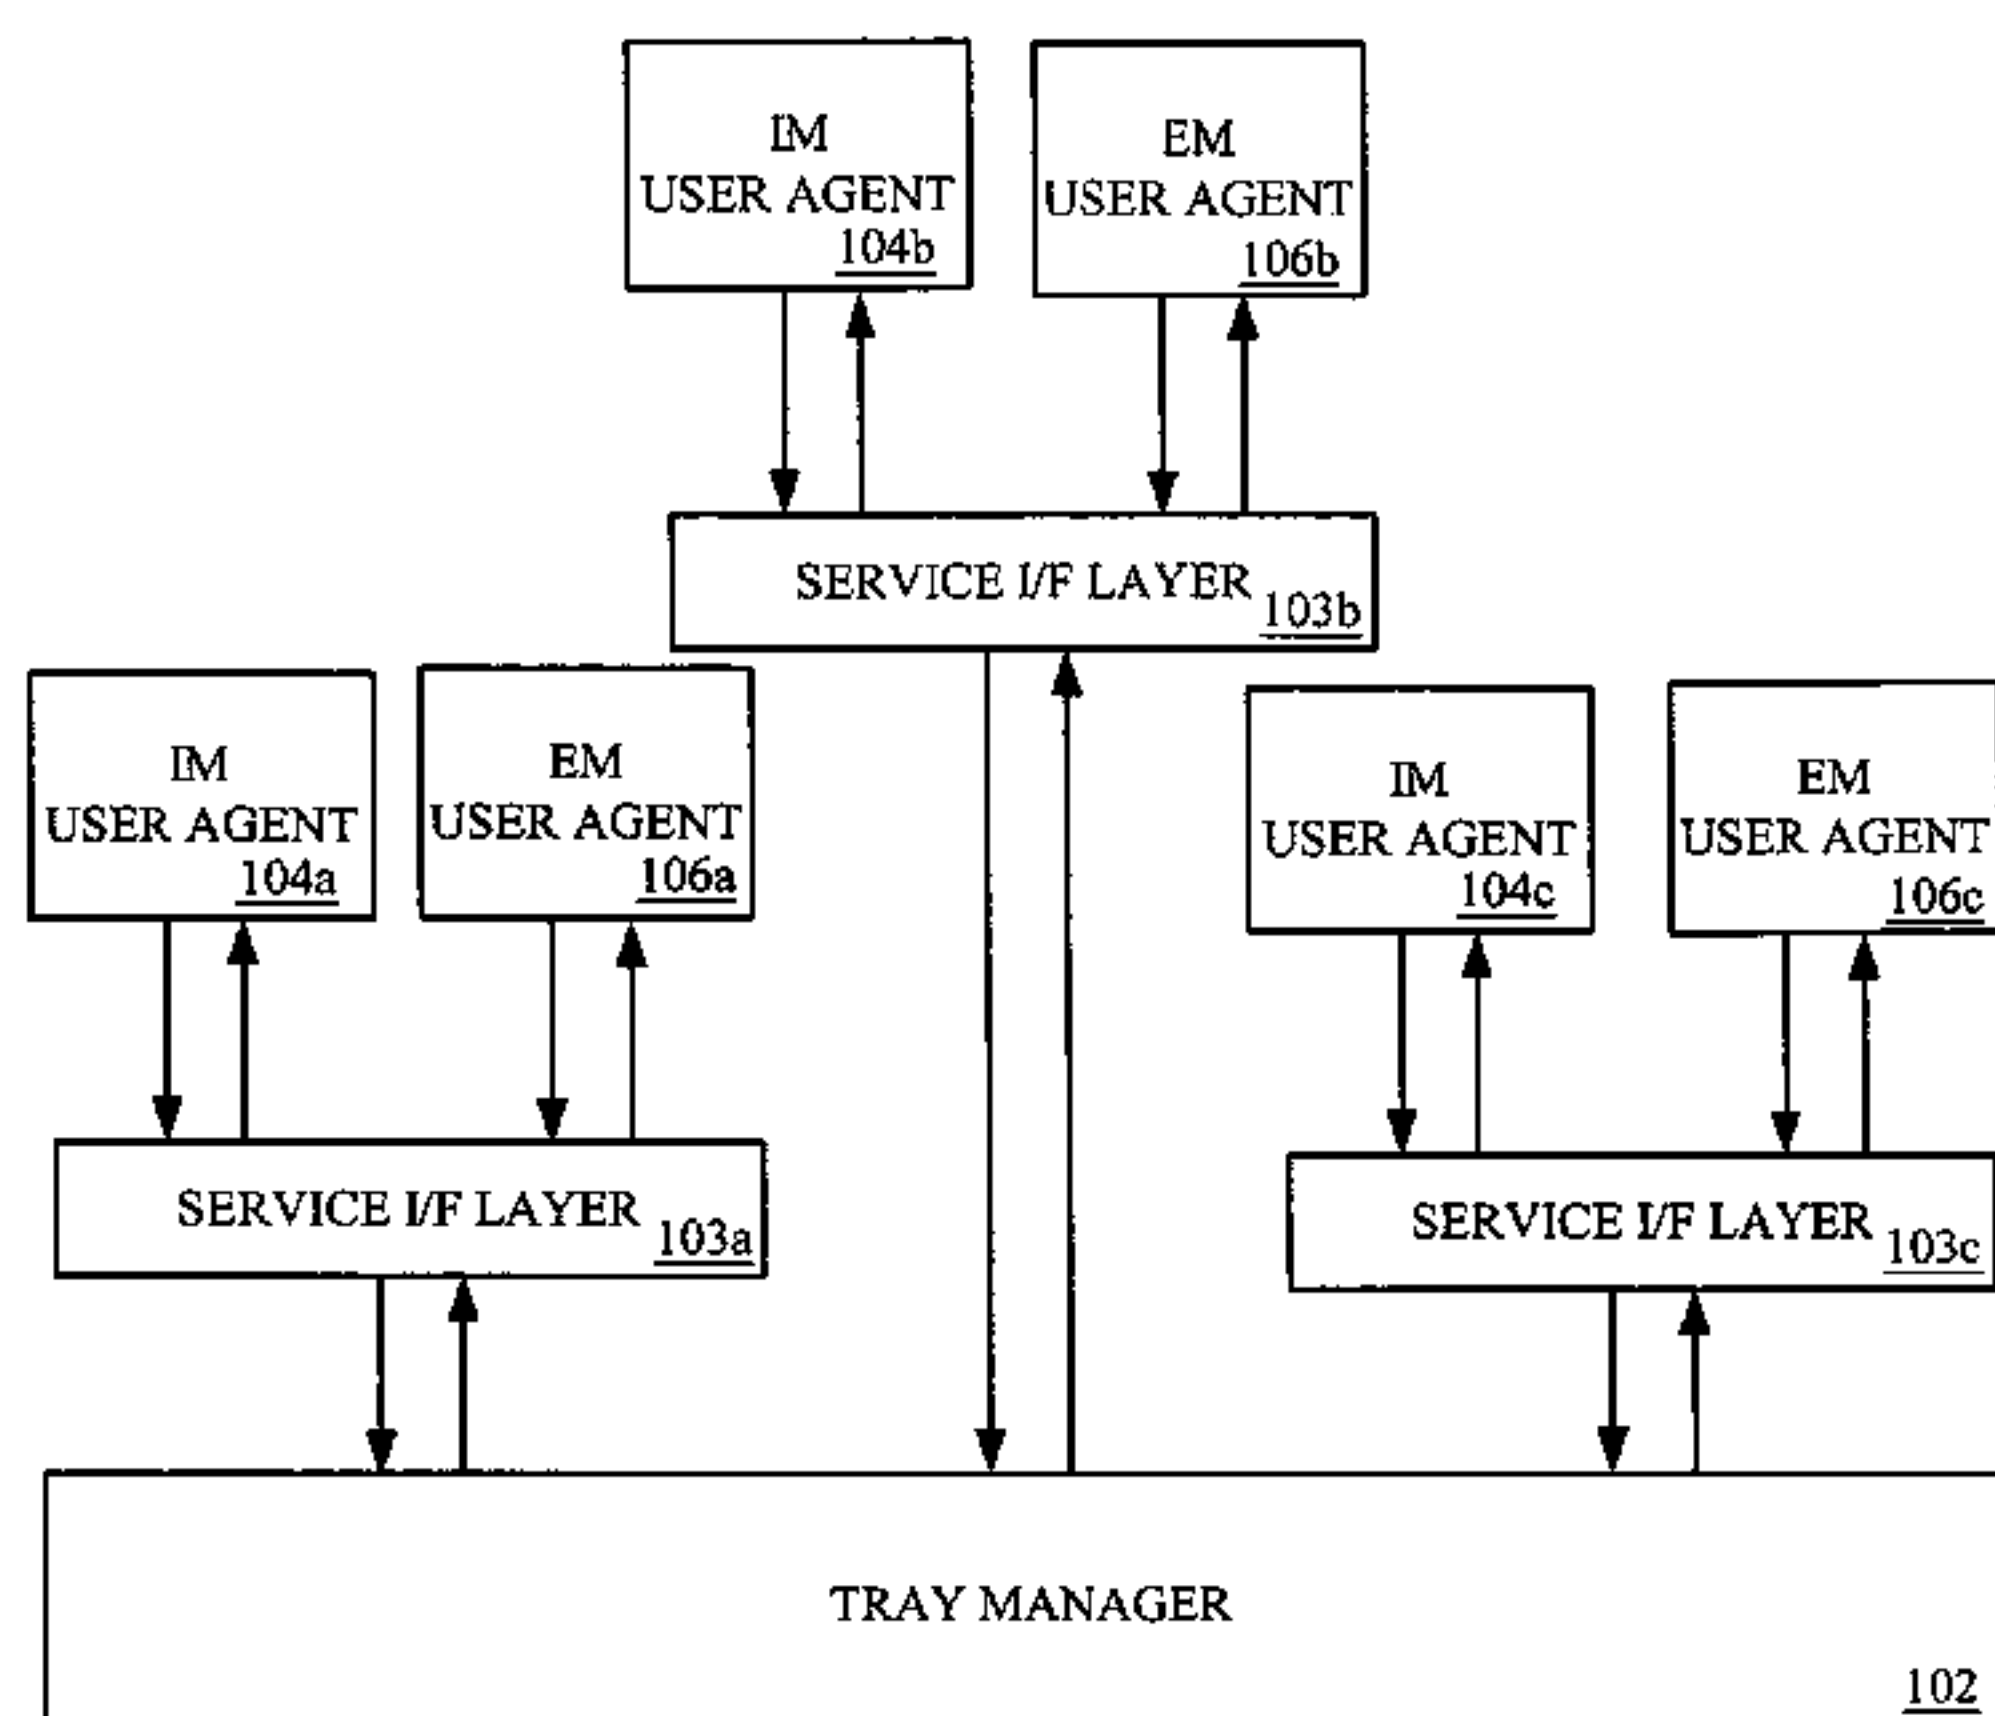 IM
USER AGENT
104b
EM
USER AGENT
106b
SERVICE I/F LAYER
103b
IM
USER AGENT
104a
EM
USER AGENT
106a
IM
USER AGENT
104c
EM
USER AGENT
106c
SERVICE I/F LAYER
103a
SERVICE I/F LAYER
103c
TRAY MANAGER
102